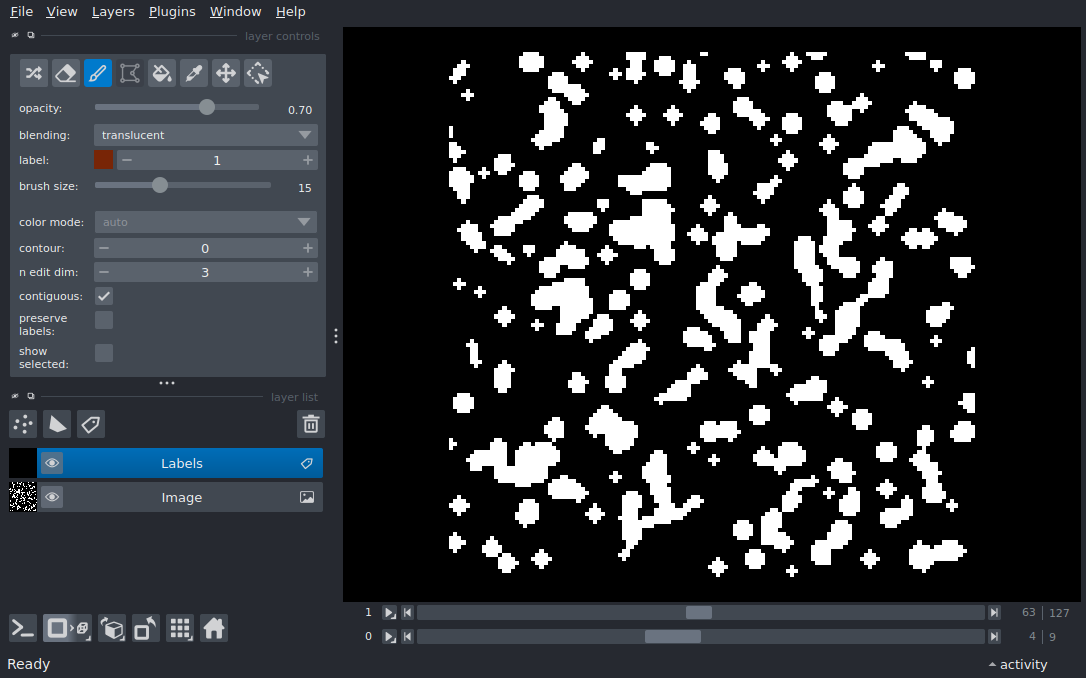 File View Layers Plugins Window Help
layer controls
opacity: 0.70
blending: translucent
label: 1
brush size: 15
color mode: auto
contour: 0
n edit dim: 3
contiguous:
preserve
labels:
show
selected:
layer list
Labels
Image
1 63 127
0 4 9
Ready activity